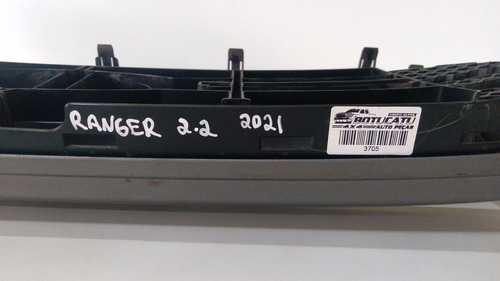 RANGER 2.2 2021
BOTUCATU
4X4 AUTO PEÇAS
3705